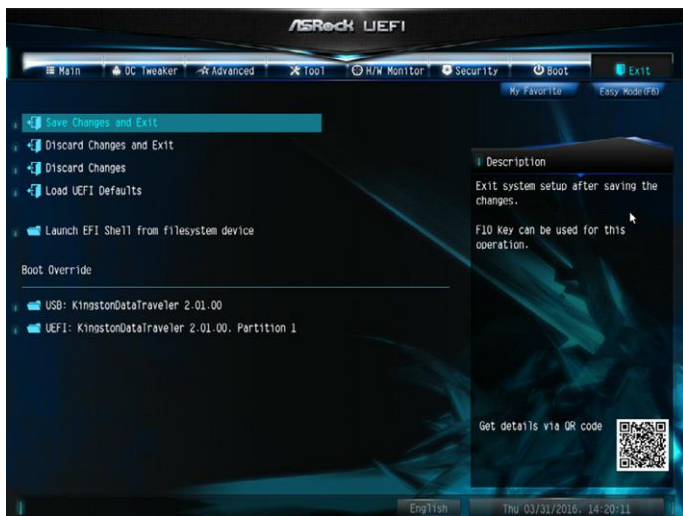 ASRock UEFI
Main OC Tweaker Advanced Tool H/W Monitor Security Boot Exit
My Favorite Easy Mode(F6)
Save Changes and Exit
Discard Changes and Exit
Discard Changes
Load UEFI Defaults
Launch EFI Shell from filesystem device
Boot Override
USB: KingstonDataTraveler 2.01.00
UEFI: KingstonDataTraveler 2.01.00. Partition 1
Description
Exit system setup after saving the
changes.
F10 Key can be used for this
operation.
Get details via QR code
English Thu 03/31/2016. 14:20:11